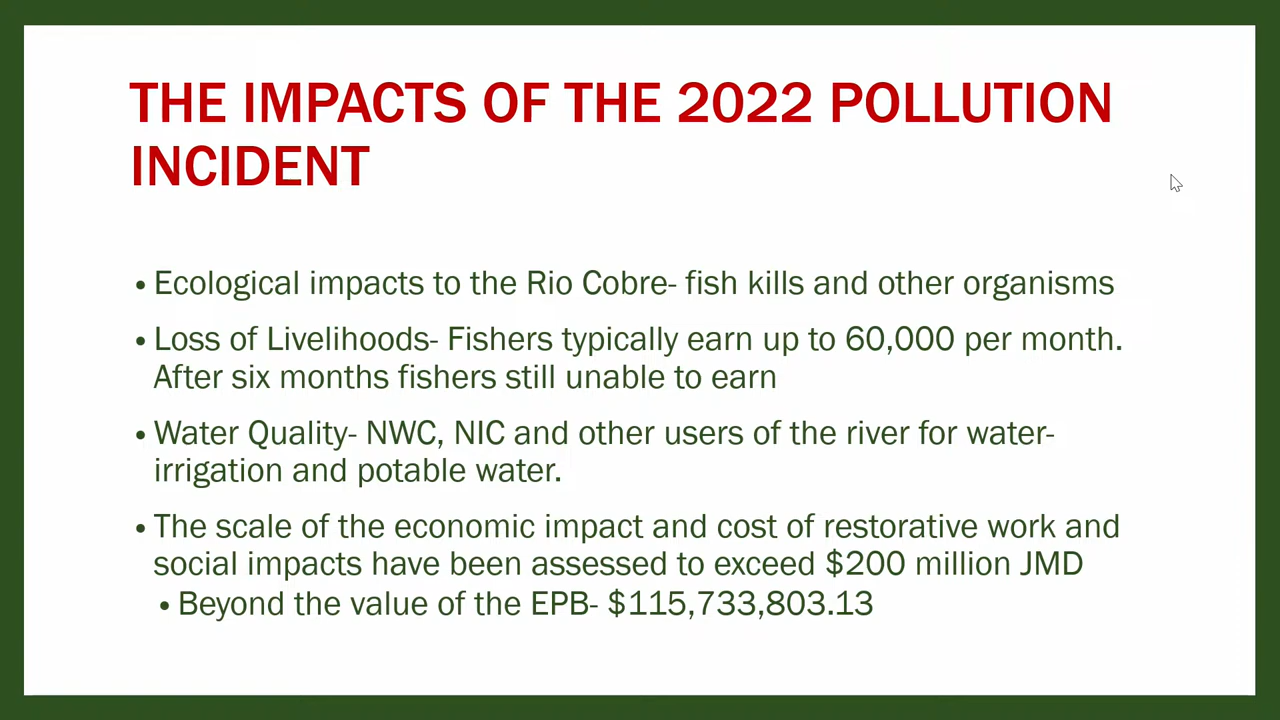 THE IMPACTS OF THE 2022 POLLUTION
INCIDENT
• Ecological impacts to the Rio Cobre- fish kills and other organisms
• Loss of Livelihoods- Fishers typically earn up to 60,000 per month.
After six months fishers still unable to earn
• Water Quality- NWC, NIC and other users of the river for water-
irrigation and potable water.
• The scale of the economic impact and cost of restorative work and
social impacts have been assessed to exceed $200 million JMD
• Beyond the value of the EPB- $115,733,803.13